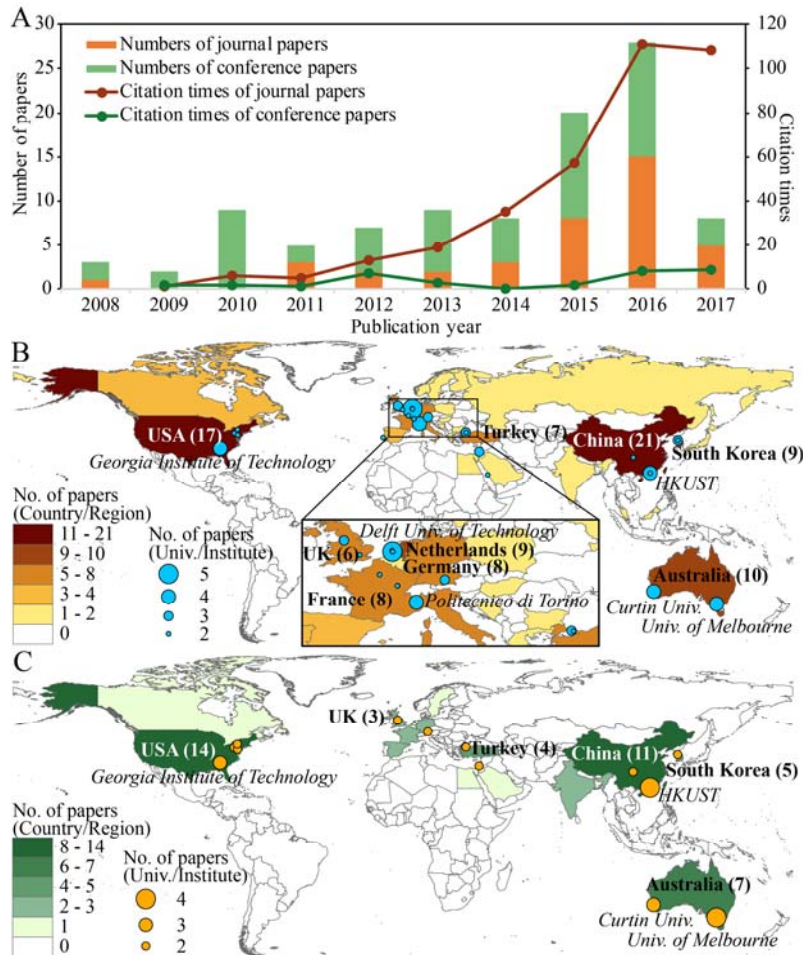 A
30
25
20
15
10
5
0
Number of papers
Numbers of journal papers
Numbers of conference papers
Citation times of journal papers
Citation times of conference papers
120
100
80
60
40
20
0
Citation times
2008 2009 2010 2011 2012 2013 2014 2015 2016 2017
Publication year
B
USA (17)
Georgia Institute of Technology
Turkey (7)
China (21)
South Korea (9)
HKUST
No. of papers
(Country/Region)
11 - 21
9 - 10
5 - 8
3 - 4
1 - 2
0
No. of papers
(Univ./Institute)
5
4
3
2
Delft Univ. of Technology
UK (6)
Netherlands (9)
Germany (8)
France (8)
Politecnico di Torino
Australia (10)
Curtin Univ.
Univ. of Melbourne
C
UK (3)
USA (14)
Georgia Institute of Technology
Turkey (4)
China (11)
South Korea (5)
HKUST
No. of papers
(Country/Region)
8 - 14
6 - 7
4 - 5
2 - 3
1
0
No. of papers
(Univ./Institute)
4
3
2
Australia (7)
Curtin Univ.
Univ. of Melbourne